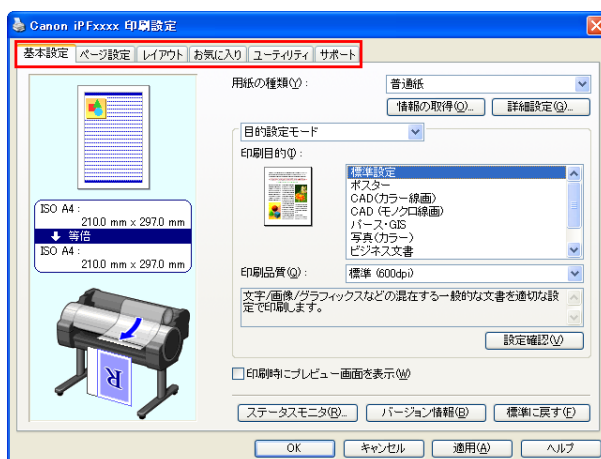 Canon iPFxxxx 印刷設定
基本設定 ページ設定 レイアウト お気に入り ユーティリティ サポート
用紙の種類(Y): 普通紙
情報の取得(O)... 詳細設定(G)...
目的設定モード
印刷目的(I):
標準設定
ポスター
CAD(カラー線画)
CAD (モノクロ線画)
パース・GIS
写真(カラー)
ビジネス文書
ISO A4 :
210.0 mm x 297.0 mm
等倍
ISO A4 :
210.0 mm x 297.0 mm
印刷品質(Q): 標準 (600dpi)
文字/画像/グラフィックスなどの混在する一般的な文書を適切な設
定で印刷します。
設定確認(V)
印刷時にプレビュー画面を表示(W)
ステータスモニタ(R)... バージョン情報(B) 標準に戻す(F)
OK キャンセル 適用(A) ヘルプ
R